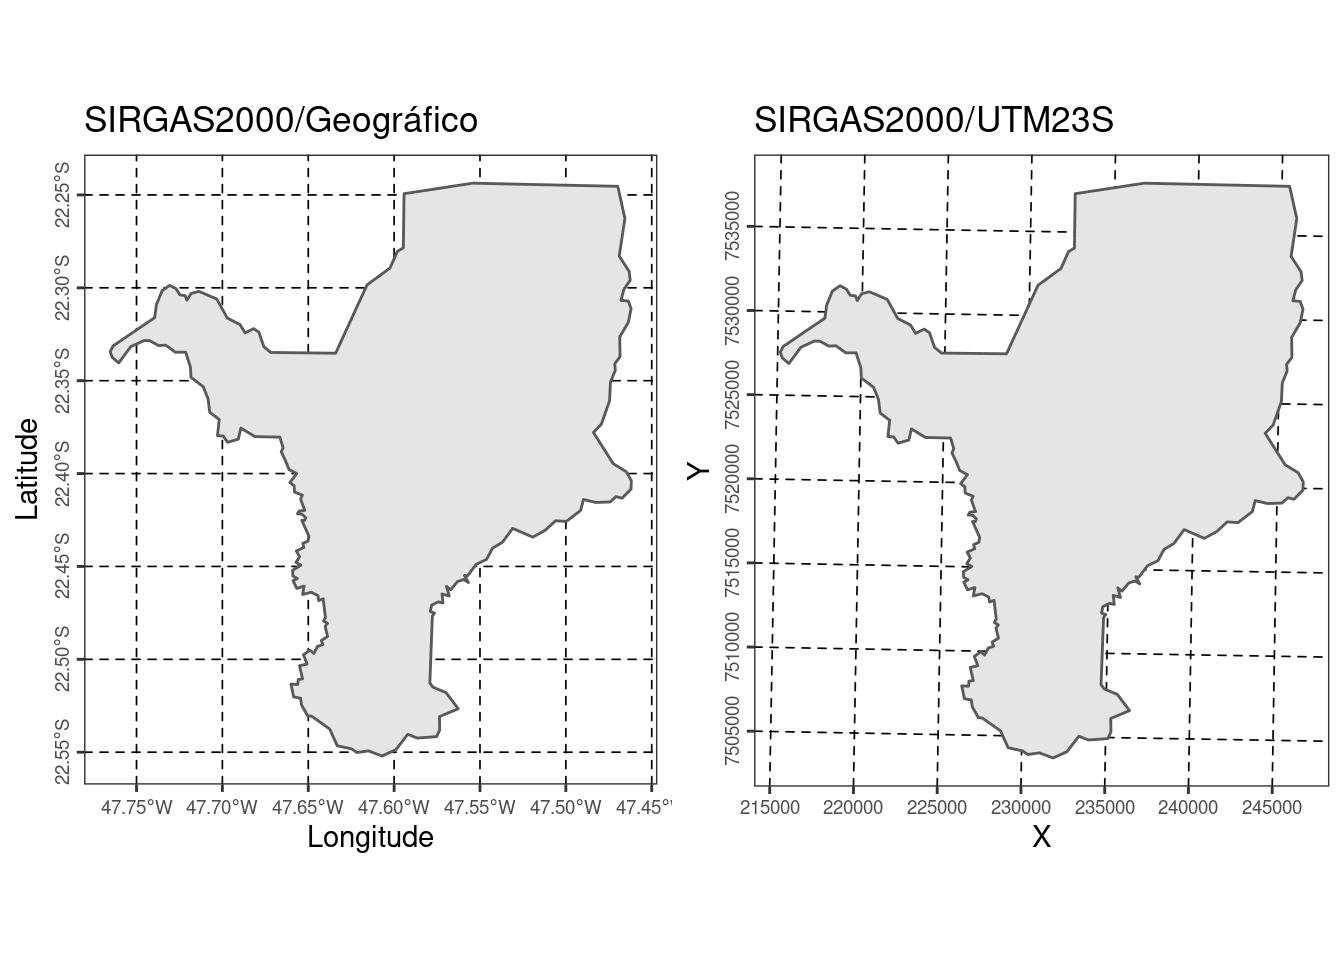 SIRGAS2000/Geográfico
22.25°S
22.30°S
22.35°S
22.40°S
22.45°S
22.50°S
22.55°S
Latitude
47.75°W
47.70°W
47.65°W
47.60°W
47.55°W
47.50°W
47.45°
Longitude
SIRGAS2000/UTM23S
7535000
7530000
7525000
7520000
7515000
7510000
7505000
Y
215000
220000
225000
230000
235000
240000
245000
X